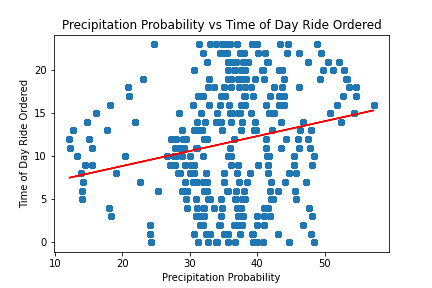 Precipitation Probability vs Time of Day Ride Ordered
Time of Day Ride Ordered
20
15
10
5
0
10 20 30 40 50
Precipitation Probability